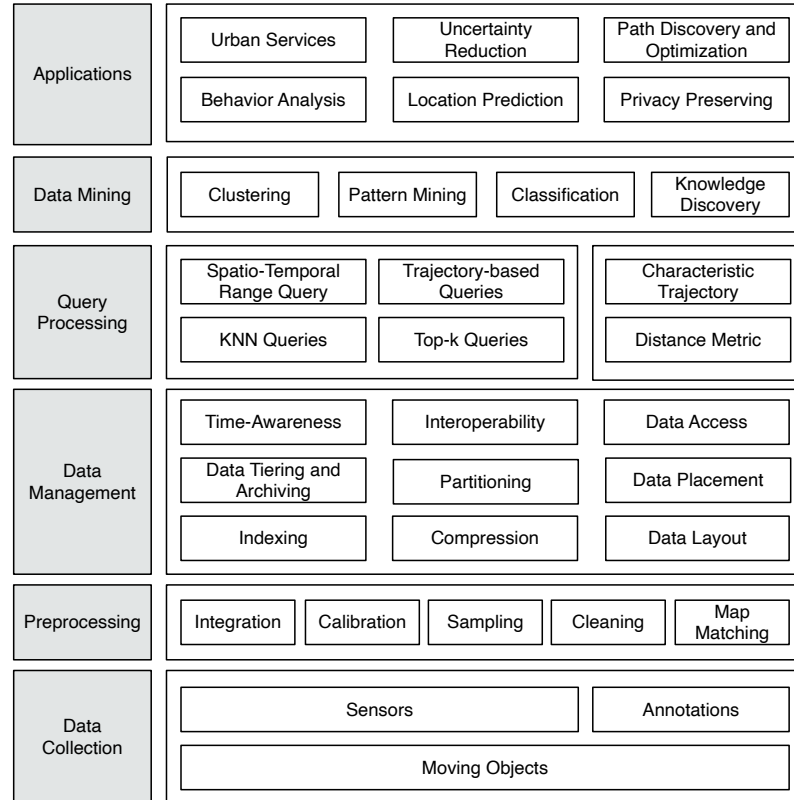 Applications
Urban Services
Uncertainty
Reduction
Path Discovery and
Optimization
Behavior Analysis
Location Prediction
Privacy Preserving
Data Mining
Clustering
Pattern Mining
Classification
Knowledge
Discovery
Query
Processing
Spatio-Temporal
Range Query
Trajectory-based
Queries
Characteristic
Trajectory
KNN Queries
Top-k Queries
Distance Metric
Data
Management
Time-Awareness
Interoperability
Data Access
Data Tiering and
Archiving
Partitioning
Data Placement
Indexing
Compression
Data Layout
Preprocessing
Integration
Calibration
Sampling
Cleaning
Map
Matching
Data
Collection
Sensors
Annotations
Moving Objects